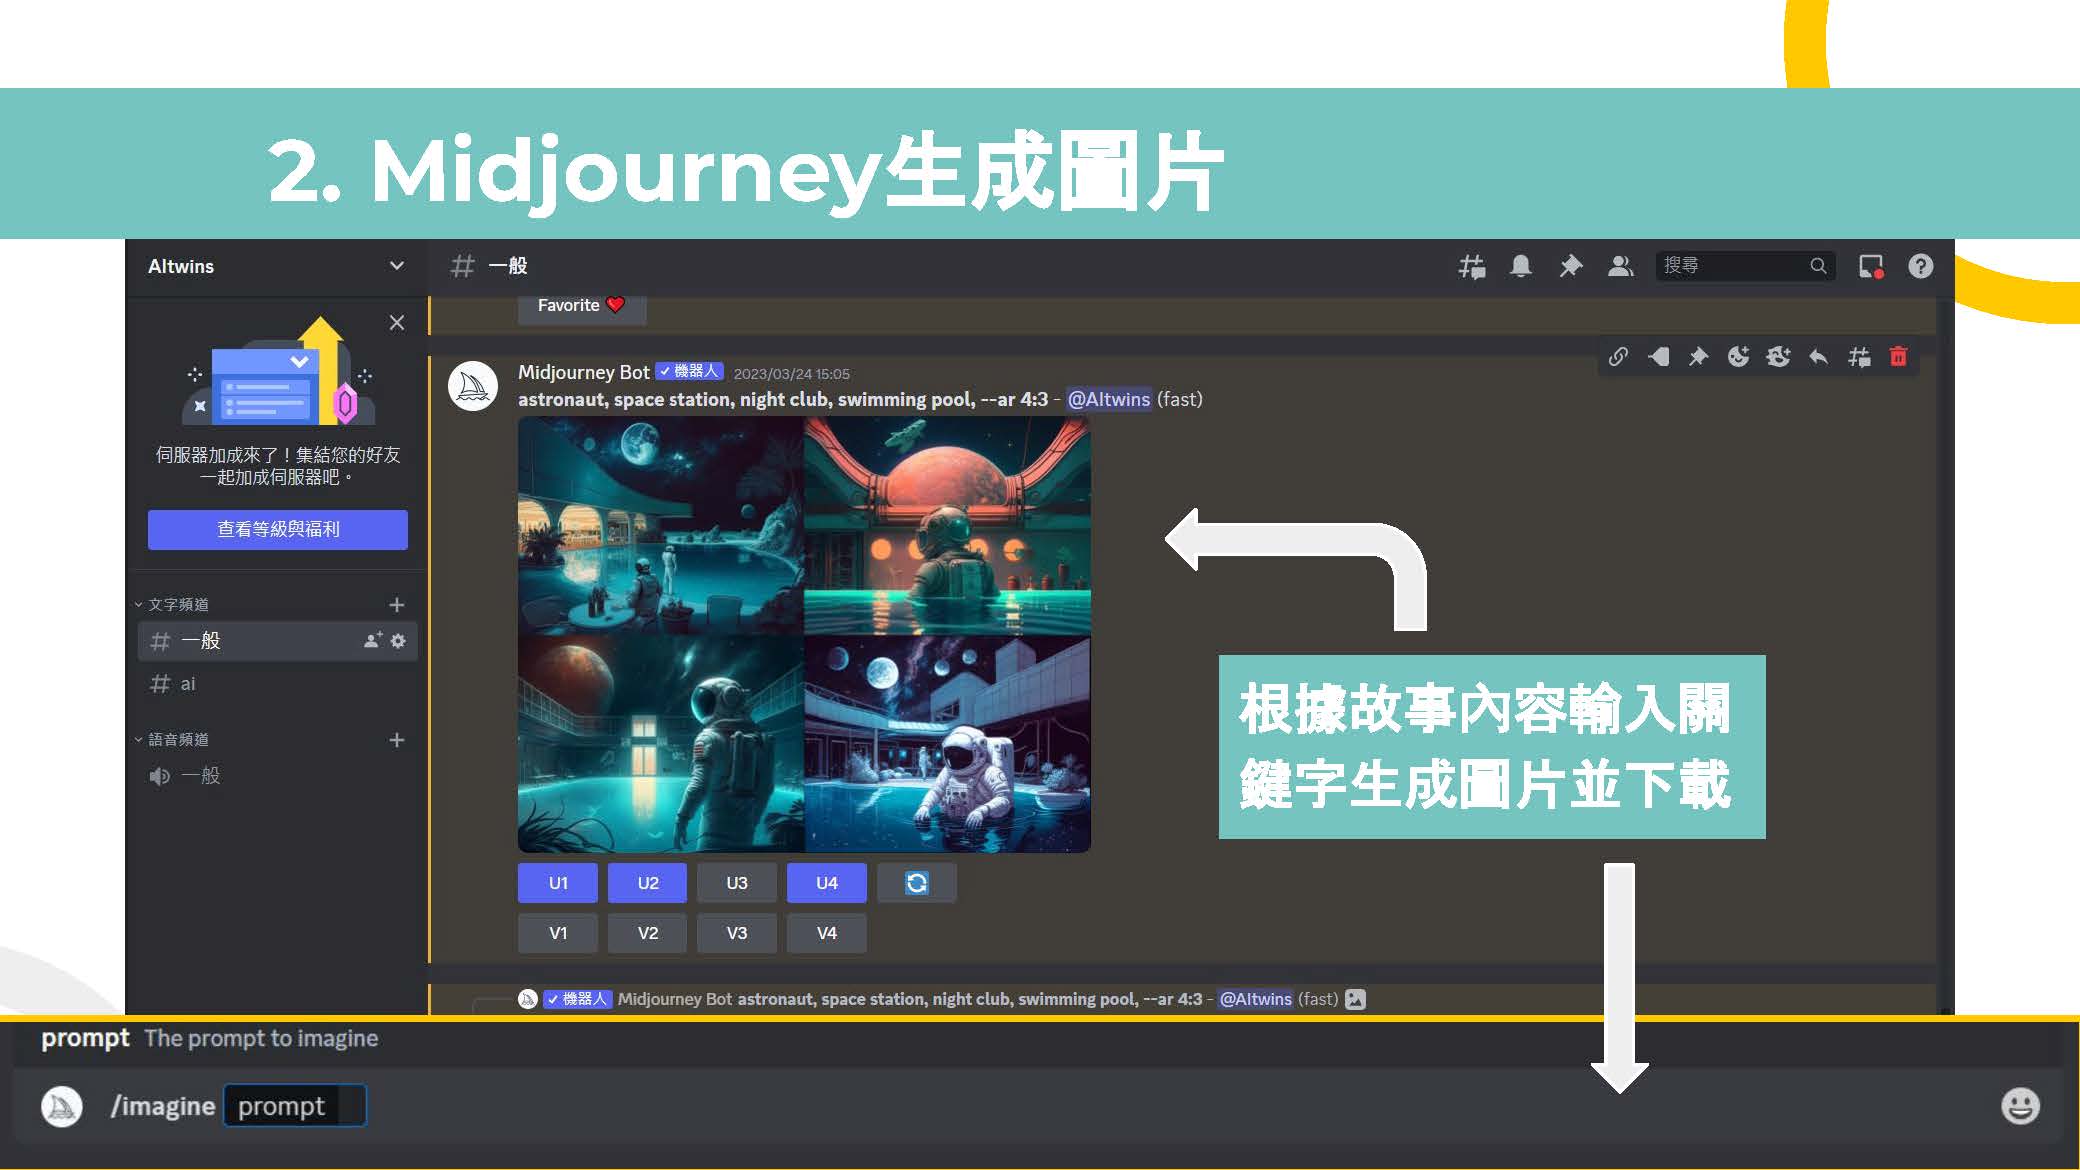 2. Midjourney生成圖片
AItwins
一般
搜尋
Favorite
伺服器加成來了！集結您的好友
一起加成伺服器吧。
查看等級與福利
文字頻道
一般
ai
語音頻道
一般
Midjourney Bot ✓ 機器人 2023/03/24 15:05
astronaut, space station, night club, swimming pool, --ar 4:3 - @AItwins (fast)
根據故事內容輸入關
鍵字生成圖片並下載
U1 U2 U3 U4
V1 V2 V3 V4
✓ 機器人 Midjourney Bot astronaut, space station, night club, swimming pool, --ar 4:3 - @AItwins (fast)
prompt The prompt to imagine
/imagine prompt